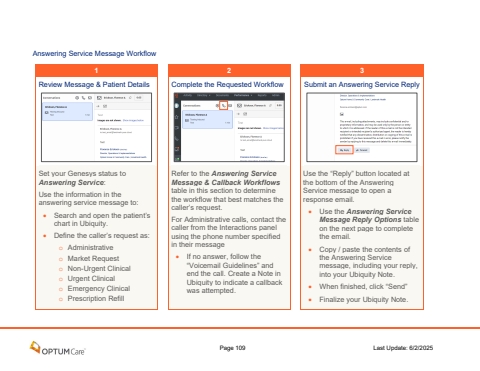 Answering Service Message Workflow
1
Review Message & Patient Details
Set your Genesys status to
Answering Service:
Use the information in the
answering service message to:
• Search and open the patient's
chart in Ubiquity.
• Define the caller's request as:
o Administrative
o Market Request
o Non-Urgent Clinical
o Urgent Clinical
o Emergency Clinical
o Prescription Refill
2
Complete the Requested Workflow
Refer to the Answering Service
Message & Callback Workflows
table in this section to determine
the workflow that best matches the
caller's request.
For Administrative calls, contact the
caller from the Interactions panel
using the phone number specified
in their message
• If no answer, follow the
"Voicemail Guidelines" and
end the call. Create a Note in
Ubiquity to indicate a callback
was attempted.
3
Submit an Answering Service Reply
Use the "Reply" button located at
the bottom of the Answering
Service message to open a
response email.
• Use the Answering Service
Message Reply Options table
on the next page to complete
the email.
• Copy / paste the contents of
the Answering Service
message, including your reply,
into your Ubiquity Note.
• When finished, click "Send"
• Finalize your Ubiquity Note.
OPTUMCare
Page 109
Last Update: 6/2/2025